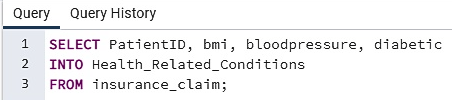 Query Query History
1 SELECT PatientID, bmi, bloodpressure, diabetic
2 INTO Health_Related_Conditions
3 FROM insurance_claim;